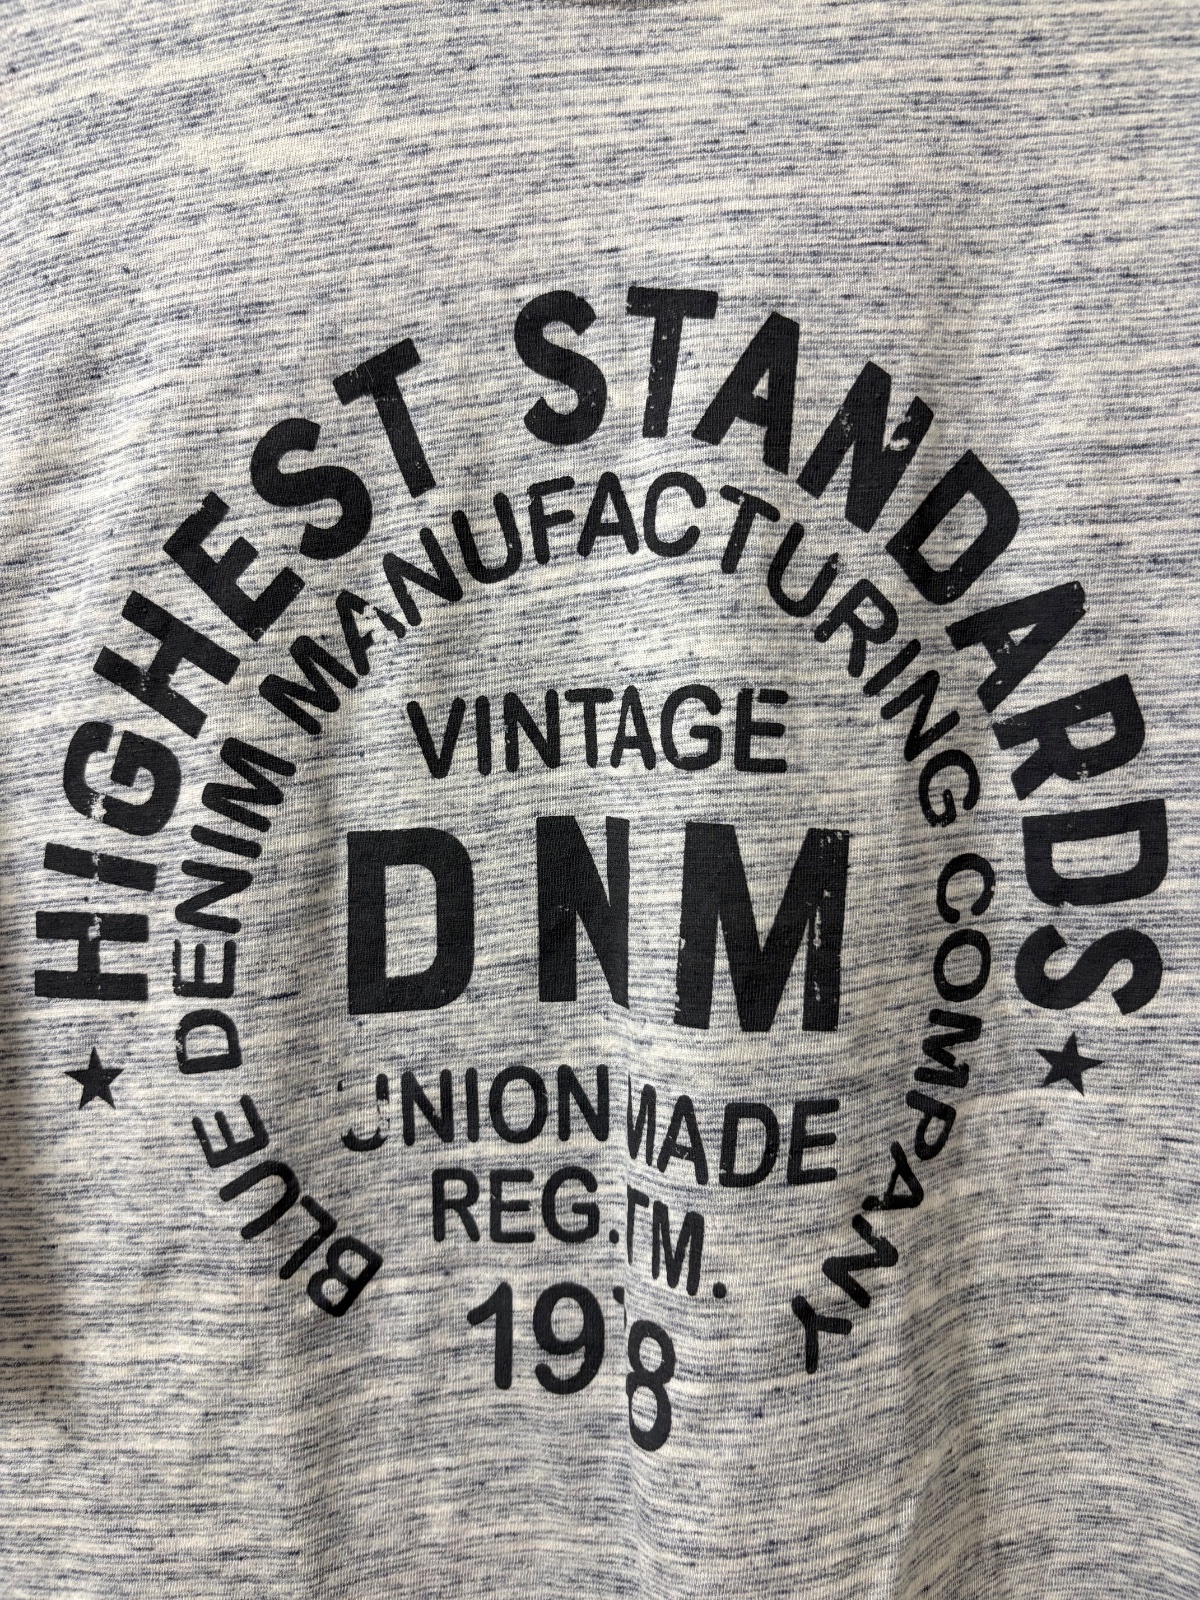 HIGHEST STANDARDS
BLUE DENIM MANUFACTURING COMPANY
VINTAGE
DNM
UNION MADE
REG. TM.